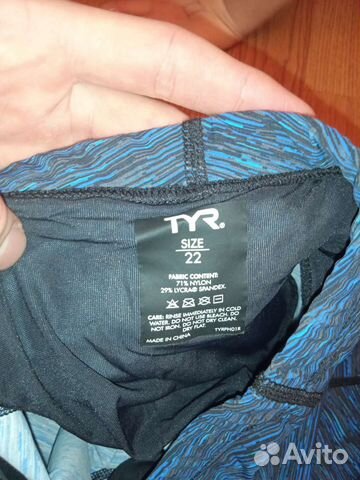 TYR.
SIZE
22
FABRIC CONTENT:
71% NYLON
29% LYCRA® SPANDEX.
CARE: RINSE IMMEDIATELY IN COLD
WATER. DO NOT USE BLEACH. DO
NOT IRON. DO NOT DRY CLEAN.
DRY FLAT.
MADE IN CHINA
TYRPH01R
Avito